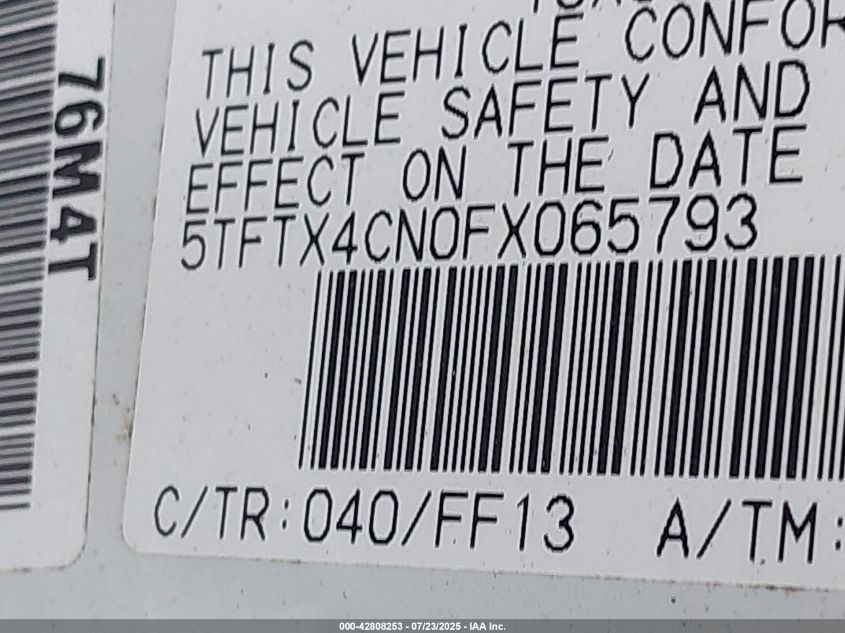 76M4T
THIS VEHICLE CONFOR
VEHICLE SAFETY AND
EFFECT ON THE DATE
5TFTX4CN0FX065793
C/TR:040/FF13 A/TM:
000-42808253 - 07/23/2025 - IAA Inc.